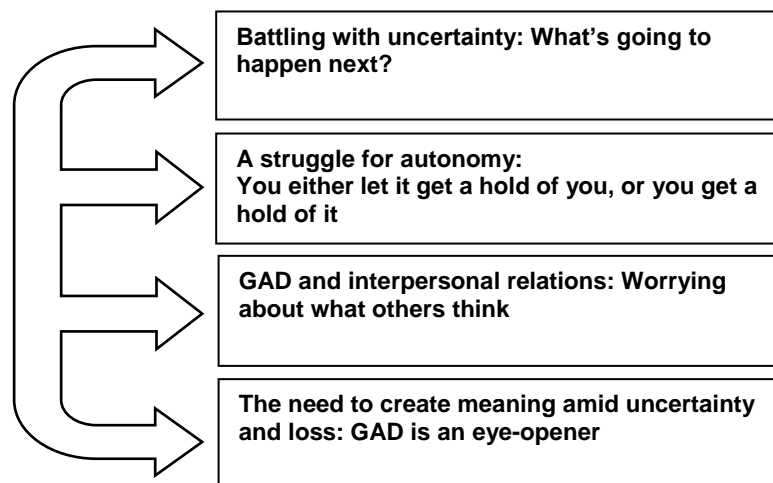 Battling with uncertainty: What’s going to
happen next?
A struggle for autonomy:
You either let it get a hold of you, or you get a
hold of it
GAD and interpersonal relations: Worrying
about what others think
The need to create meaning amid uncertainty
and loss: GAD is an eye-opener